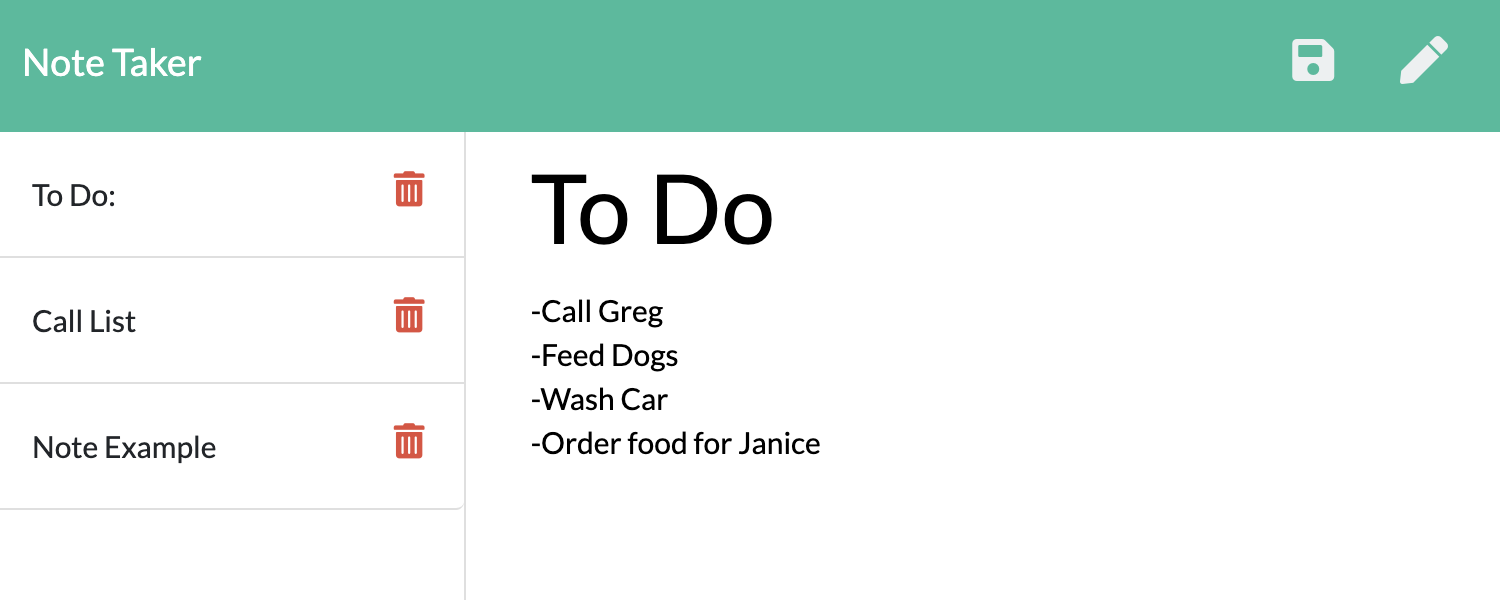 Note Taker
To Do:
Call List
Note Example
To Do
-Call Greg
-Feed Dogs
-Wash Car
-Order food for Janice